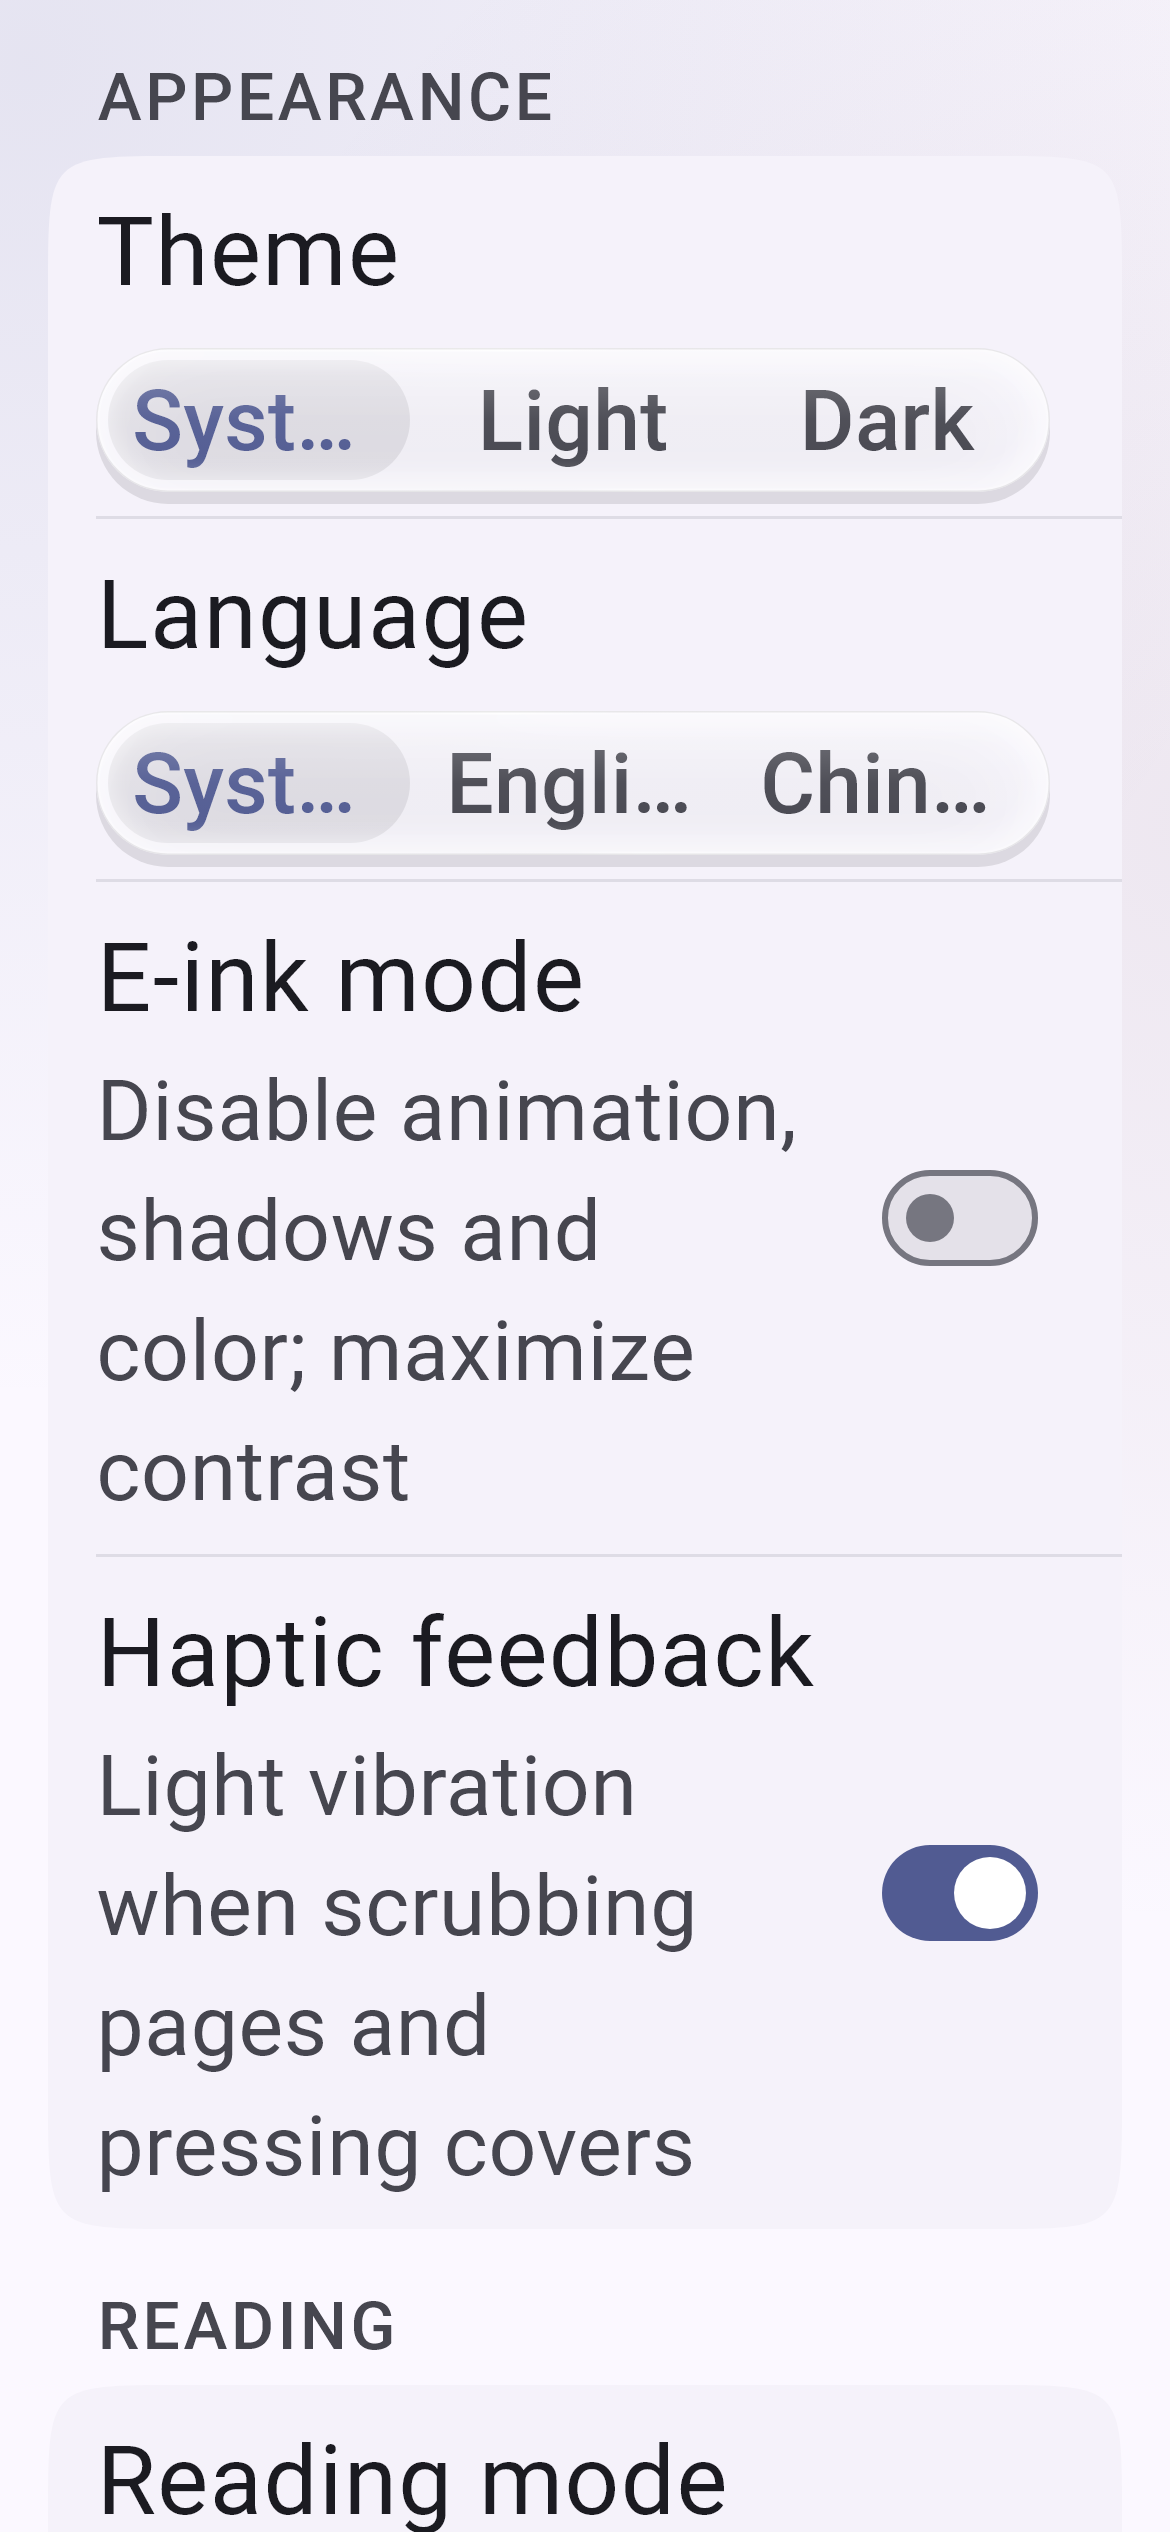 APPEARANCE
Theme
Syst… Light Dark
Language
Syst… Engli… Chin…
E-ink mode
Disable animation,
shadows and
color; maximize
contrast
Haptic feedback
Light vibration
when scrubbing
pages and
pressing covers
READING
Reading mode